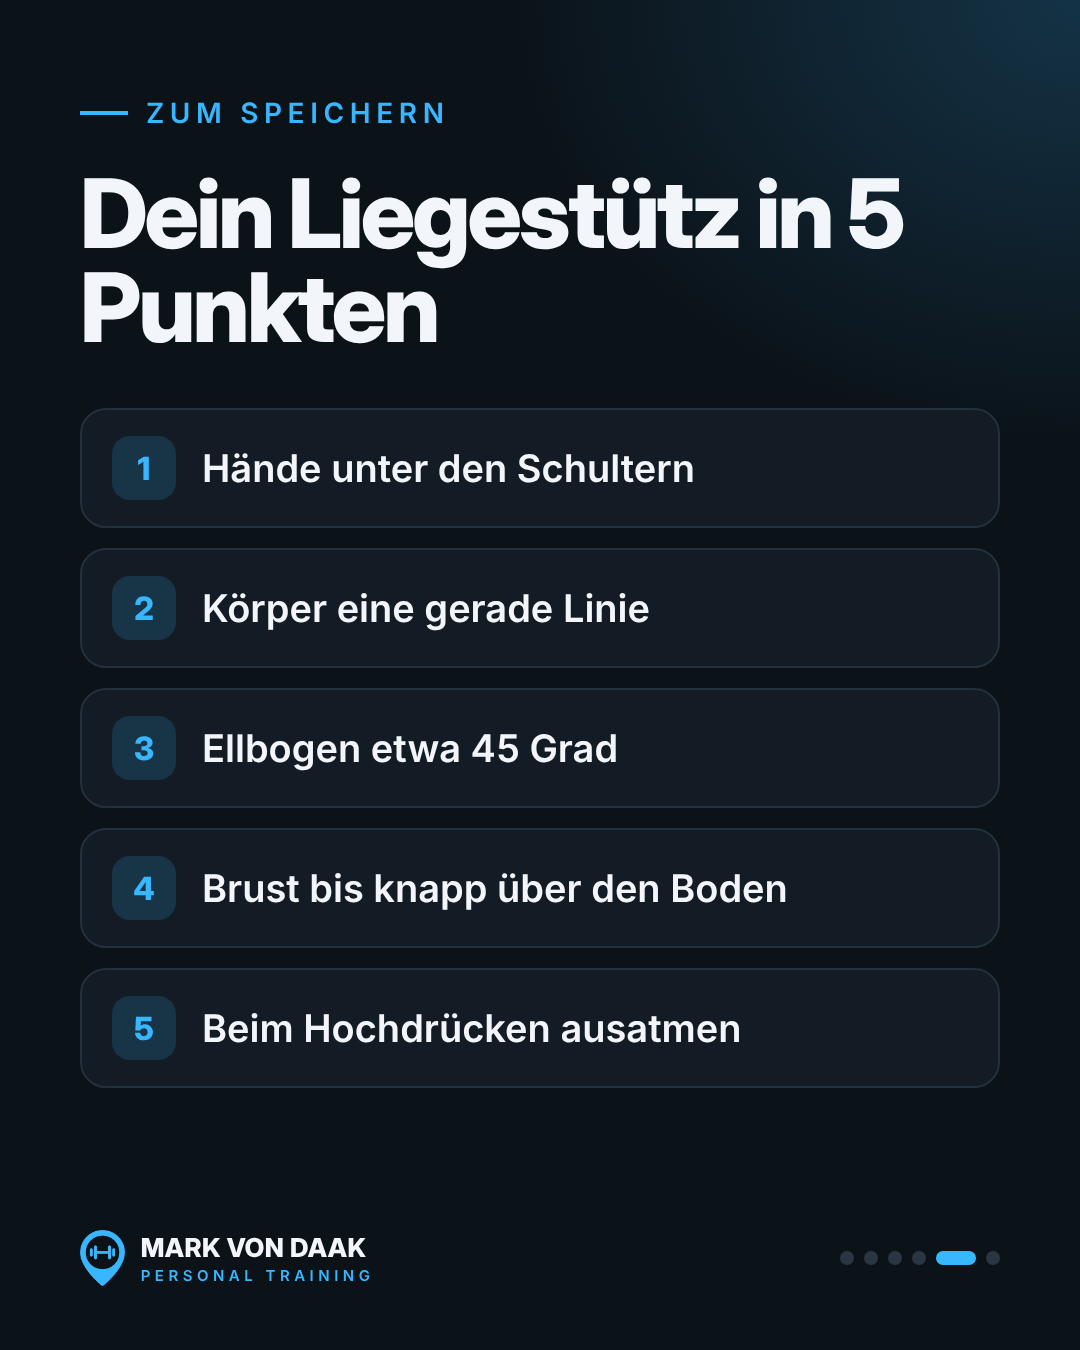 ZUM SPEICHERN
Dein Liegestütz in 5
Punkten
1 Hände unter den Schultern
2 Körper eine gerade Linie
3 Ellbogen etwa 45 Grad
4 Brust bis knapp über den Boden
5 Beim Hochdrücken ausatmen
MARK VON DAAK
PERSONAL TRAINING